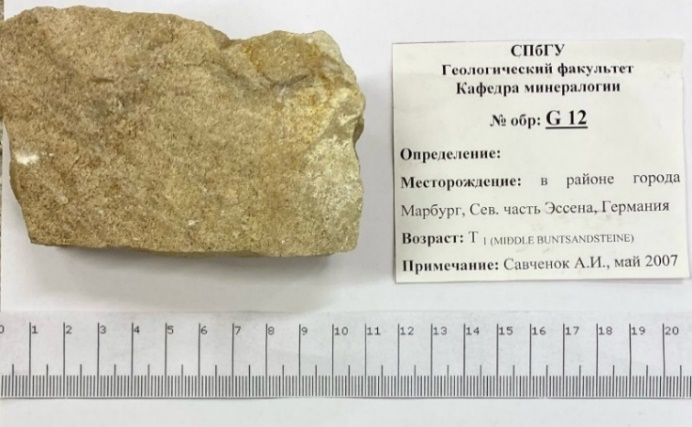 СПбГУ
Геологический факультет
Кафедра минералогии
№ обр: G 12
Определение:
Месторождение: в районе города
Марбург, Сев. часть Эссена, Германия
Возраст: T 1 (MIDDLE BUNTSANDSTEINE)
Примечание: Савченок А.И., май 2007
0 1 2 3 4 5 6 7 8 9 10 11 12 13 14 15 16 17 18 19 20